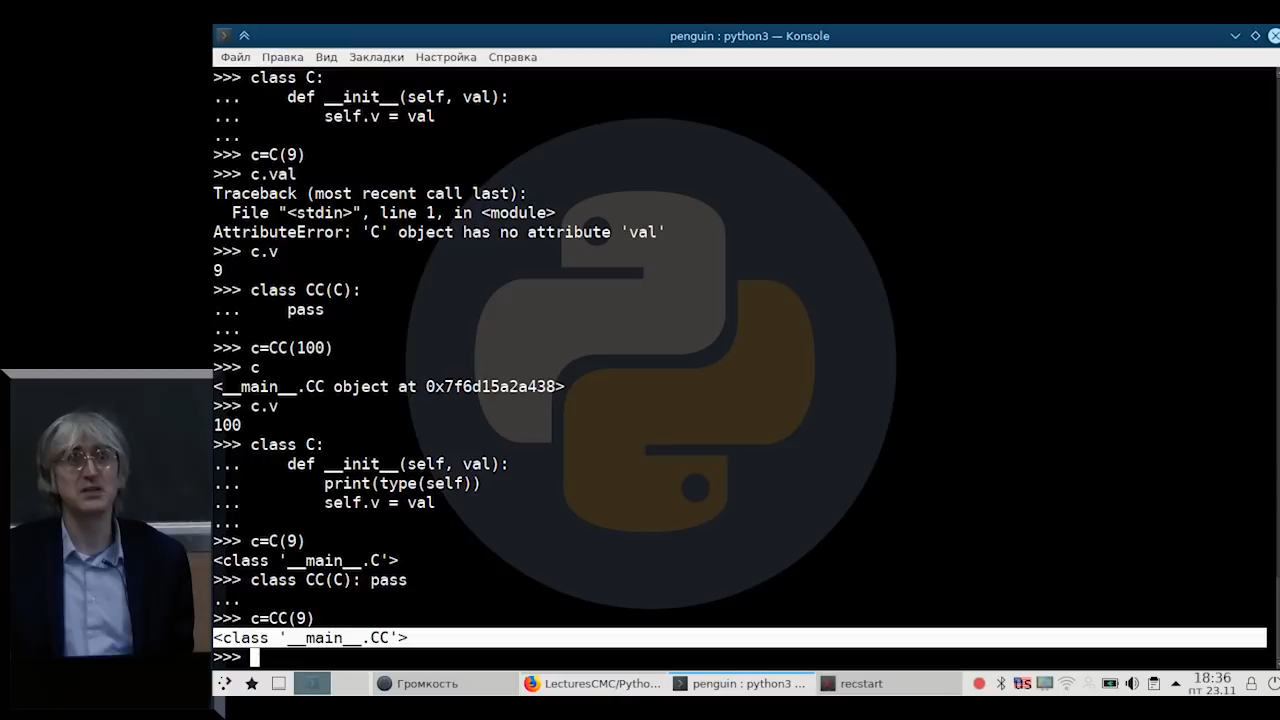 penguin : python3 — Konsole
Файл Правка Вид Закладки Настройка Справка
>>> class C:
...     def __init__(self, val):
...         self.v = val
...
>>> c=C(9)
>>> c.val
Traceback (most recent call last):
  File "<stdin>", line 1, in <module>
AttributeError: 'C' object has no attribute 'val'
>>> c.v
9
>>> class CC(C):
...     pass
...
>>> c=CC(100)
>>> c
<__main__.CC object at 0x7f6d15a2a438>
>>> c.v
100
>>> class C:
...     def __init__(self, val):
...         print(type(self))
...         self.v = val
...
>>> c=C(9)
<class '__main__.C'>
>>> class CC(C): pass
...
>>> c=CC(9)
<class '__main__.CC'>
>>>
Громкость LecturesCMC/Pytho... penguin : python3 ... recstart us 18:36
пт 23.11